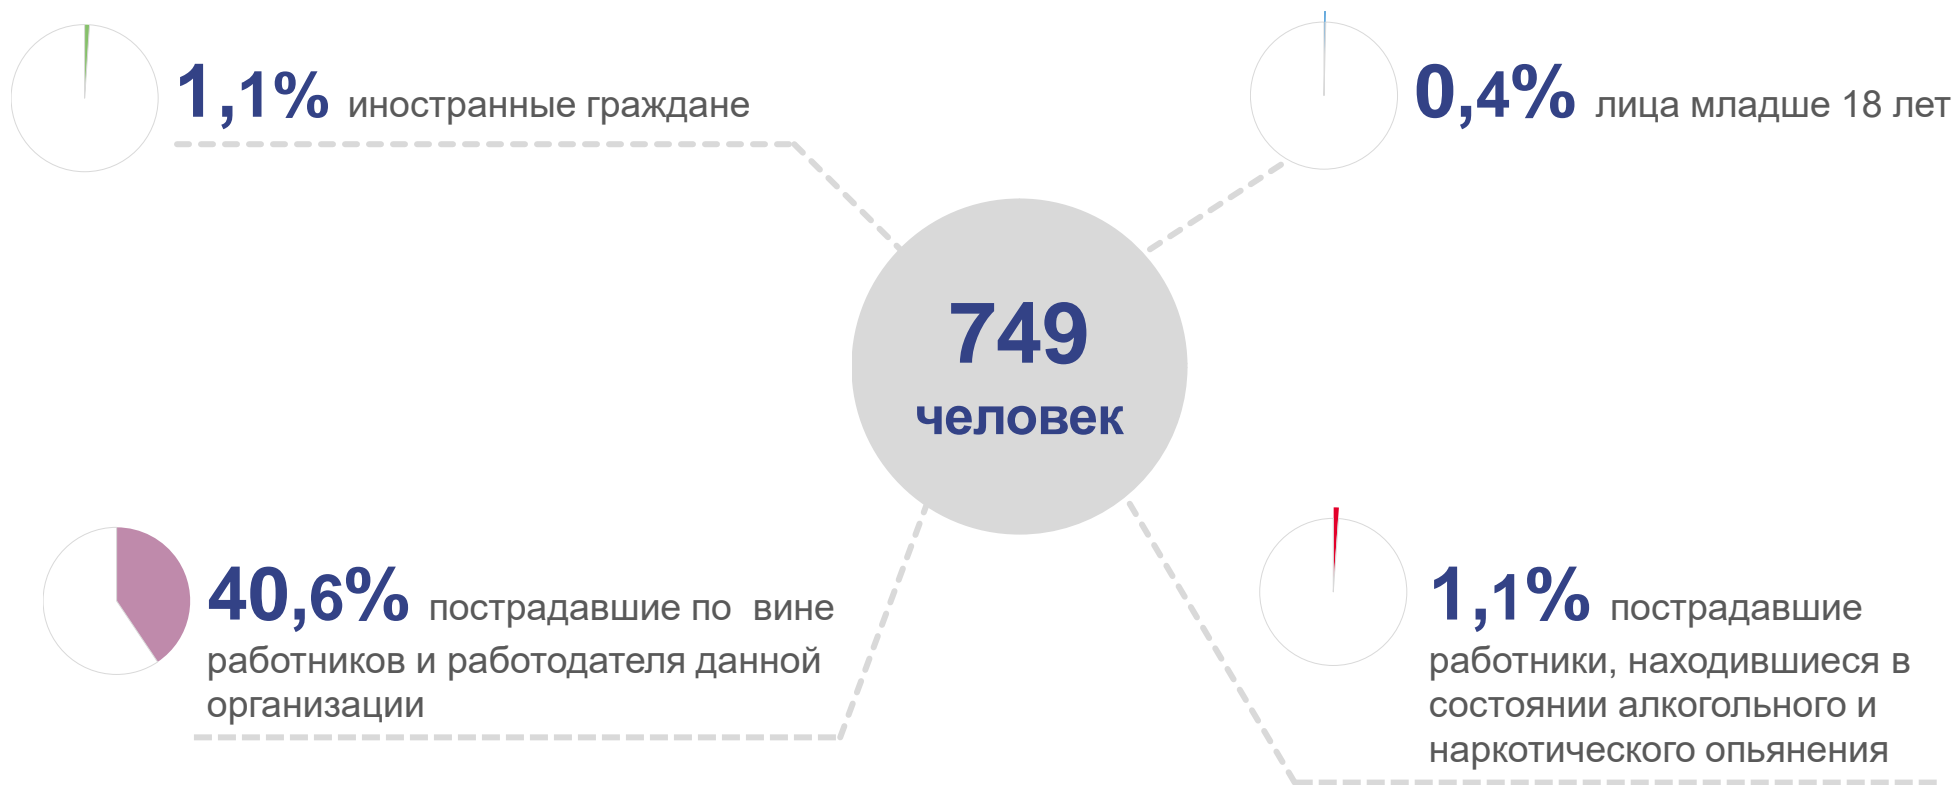 1,1% иностранные граждане
0,4% лица младше 18 лет
749
человек
40,6% пострадавшие по вине
работников и работодателя данной
организации
1,1% пострадавшие
работники, находившиеся в
состоянии алкогольного и
наркотического опьянения